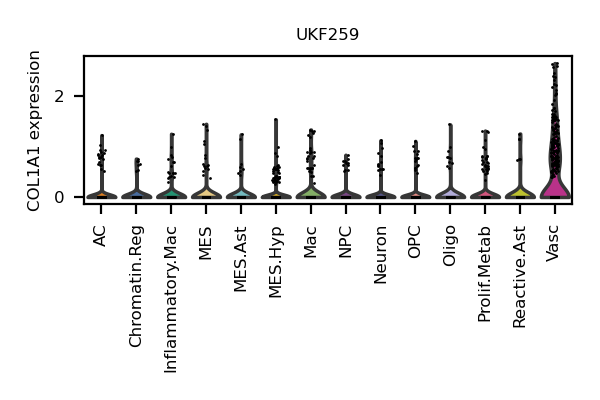 UKF259
COL1A1 expression
2
0
AC
Chromatin.Reg
Inflammatory.Mac
MES
MES.Ast
MES.Hyp
Mac
NPC
Neuron
OPC
Oligo
Prolif.Metab
Reactive.Ast
Vasc